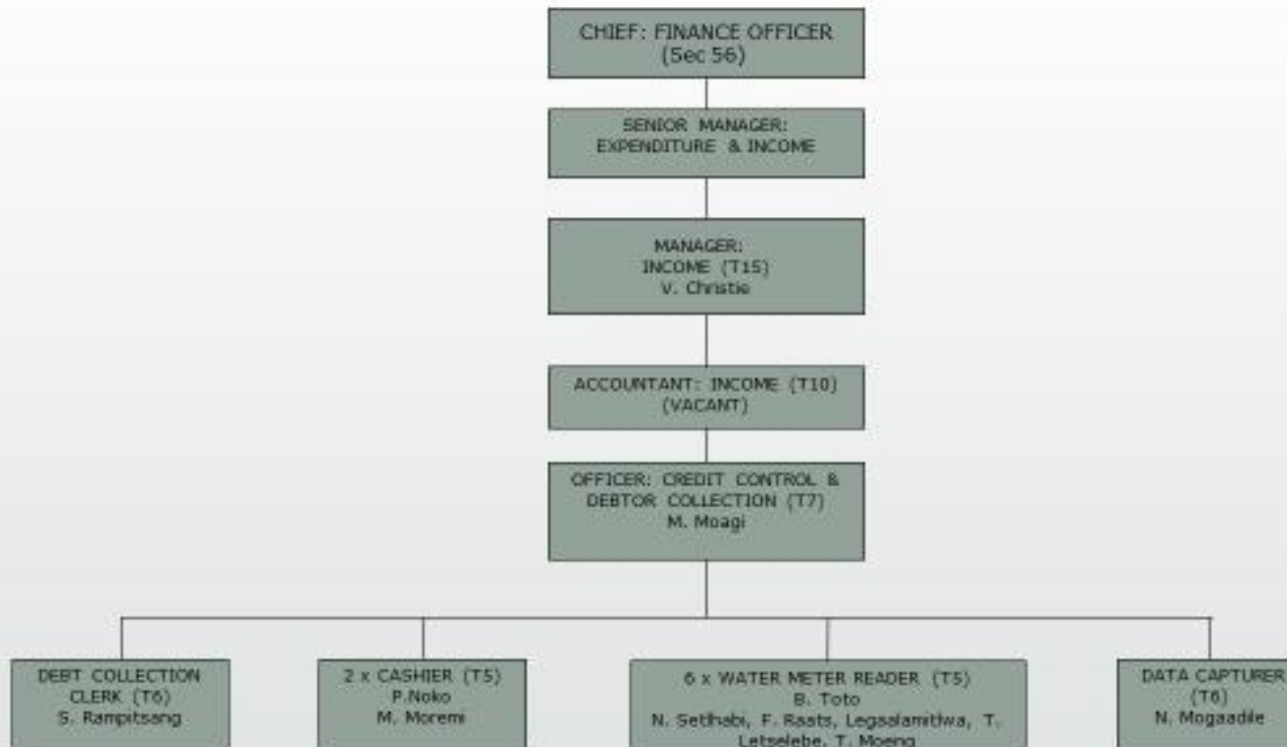 CHIEF: FINANCE OFFICER
(Sec 56)
SENIOR MANAGER:
EXPENDITURE & INCOME
MANAGER:
INCOME (T15)
V. Christie
ACCOUNTANT: INCOME (T10)
(VACANT)
OFFICER: CREDIT CONTROL &
DEBTOR COLLECTION (T7)
M. Moagi
DEBT COLLECTION
CLERK (T6)
S. Rampitsang
2 x CASHIER (T5)
P.Noko
M. Moremi
6 x WATER METER READER (T5)
B. Toto
N. Setlhabi, F. Raats, Legaalamitlwa, T.
Letselebe, T. Moeng
DATA CAPTURER
(T6)
N. Mogaadile